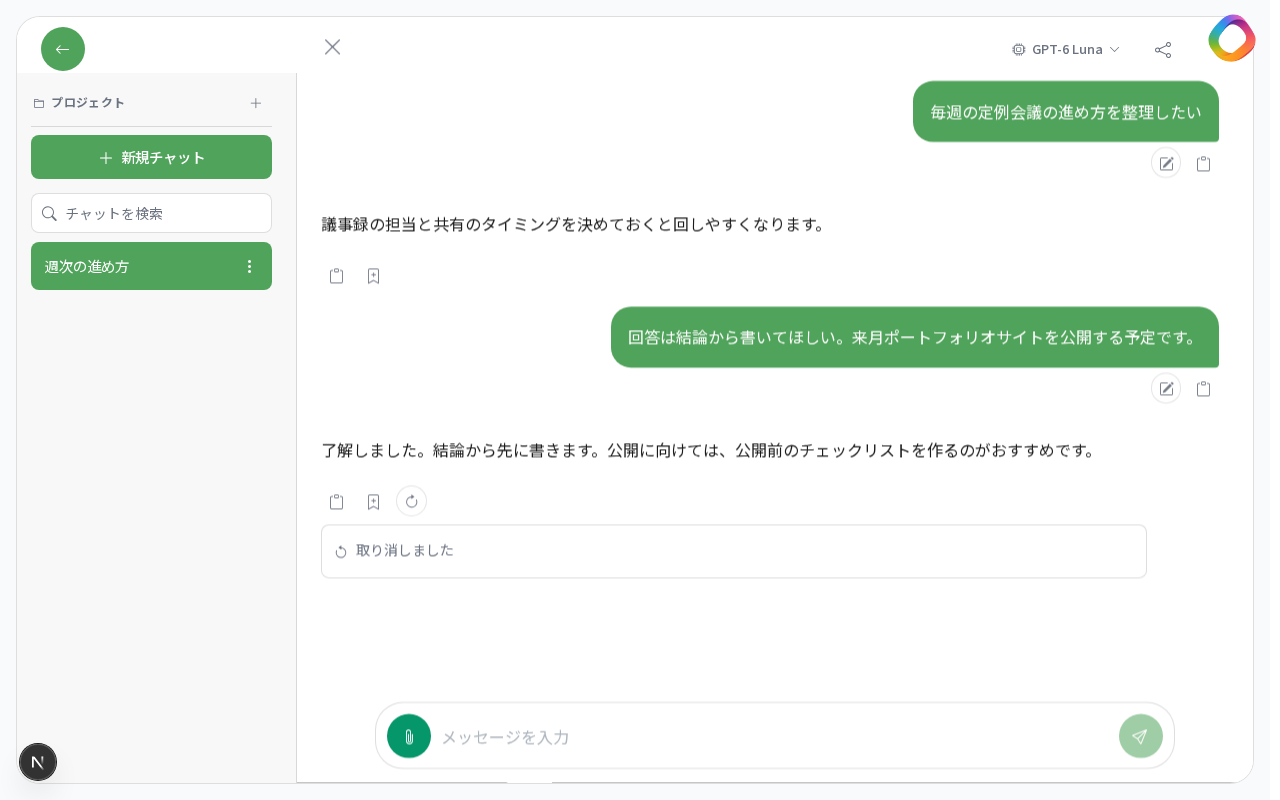 GPT-6 Luna
プロジェクト
新規チャット
チャットを検索
週次の進め方
毎週の定例会議の進め方を整理したい
議事録の担当と共有のタイミングを決めておくと回しやすくなります。
回答は結論から書いてほしい。来月ポートフォリオサイトを公開する予定です。
了解しました。結論から先に書きます。公開に向けては、公開前のチェックリストを作るのがおすすめです。
取り消しました
メッセージを入力
N